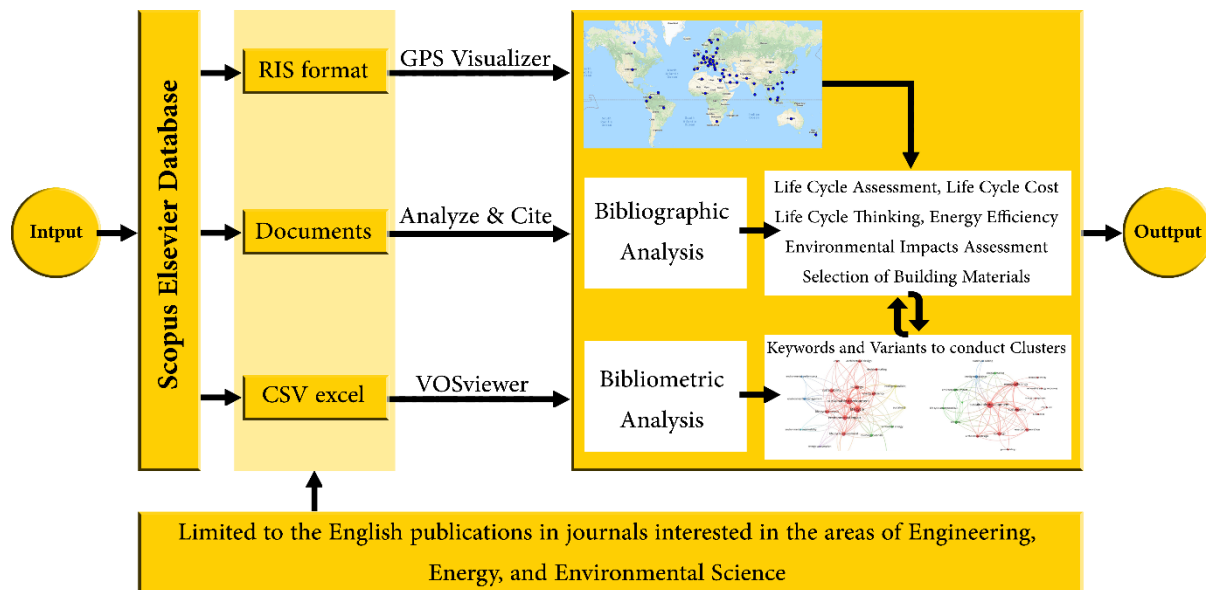 Intput
Scopus Elsevier Database
RIS format
Documents
CSV excel
GPS Visualizer
Analyze & Cite
VOSviewer
Bibliographic
Analysis
Bibliometric
Analysis
Life Cycle Assessment, Life Cycle Cost
Life Cycle Thinking, Energy Efficiency
Environmental Impacts Assessment
Selection of Building Materials
Keywords and Variants to conduct Clusters
Outtput
Limited to the English publications in journals interested in the areas of Engineering,
Energy, and Environmental Science